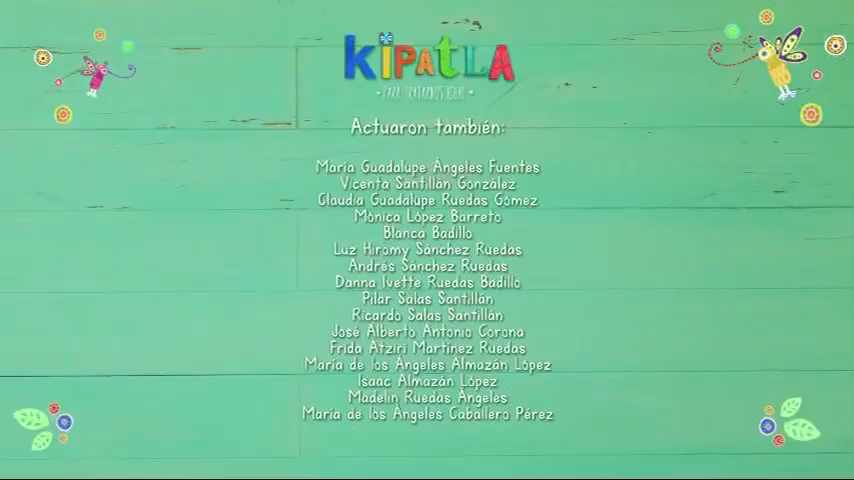 KIPATLA
• PARA TRATARNOS IGUAL •
Actuaron también:
María Guadalupe Ángeles Fuentes
Vicenta Santillán González
Claudia Guadalupe Ruedas Gómez
Mónica López Barreto
Blanca Badillo
Luz Hiromy Sánchez Ruedas
Andrés Sánchez Ruedas
Danna Ivette Ruedas Badillo
Pilar Salas Santillán
Ricardo Salas Santillán
José Alberto Antonio Corona
Frida Atziri Martínez Ruedas
María de los Ángeles Almazán López
Isaac Almazán López
Madelin Ruedas Ángeles
María de los Ángeles Caballero Pérez